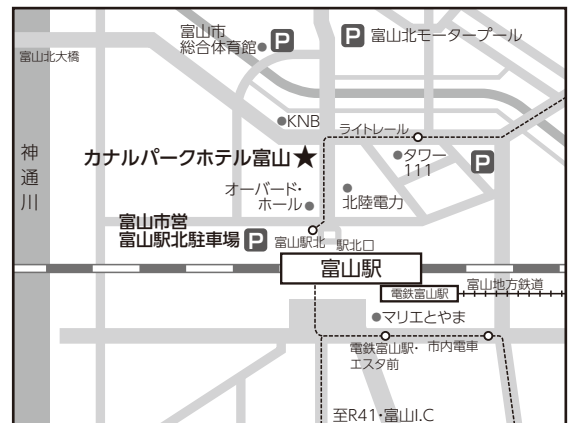 富山市
総合体育館
P
P
富山北モータープール
富山北大橋
KNB
ライトレール
神通川
カナルパークホテル富山★
タワー
111
P
オーバード・
ホール
北陸電力
富山市営
富山駅北駐車場
P
富山駅北
駅北口
富山駅
富山地方鉄道
電鉄富山駅
マリエとやま
電鉄富山駅・
エスタ前
市内電車
至R41・富山I.C